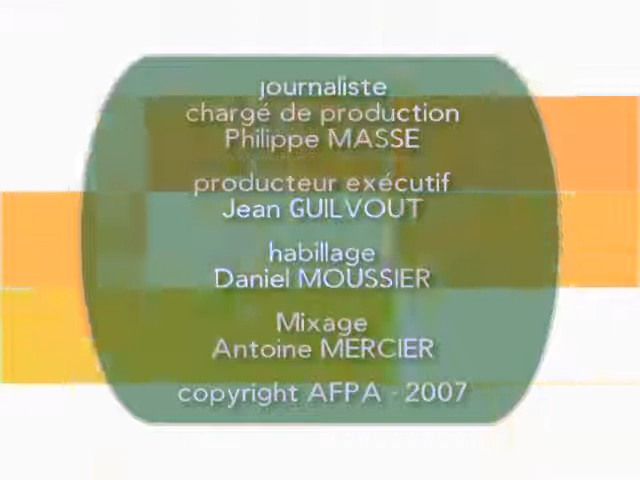 journaliste
chargé de production
Philippe MASSE
producteur exécutif
Jean GUILVOUT
habillage
Daniel MOUSSIER
Mixage
Antoine MERCIER
copyright AFPA - 2007